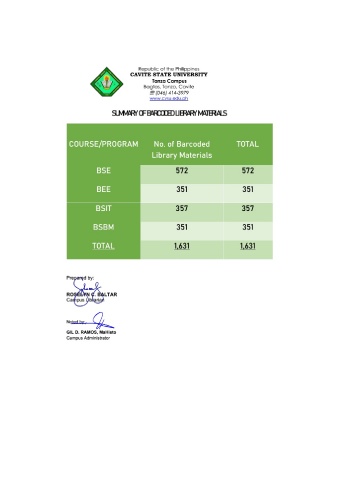 Republic of the Philippines
CAVITE STATE UNIVERSITY
Tanza Campus
Bagtas, Tanza, Cavite
☏ (046) 414-3979
www.cvsu.edu.ph
SUMMARY OF BARCODED LIBRARY MATERIALS
COURSE/PROGRAM No. of Barcoded Library Materials TOTAL
BSE 572 572
BEE 351 351
BSIT 357 357
BSBM 351 351
TOTAL 1,631 1,631
Prepared by:
ROSELYN C. BALTAR
Campus Librarian
Noted by:
GIL D. RAMOS, MaMats
Campus Administrator